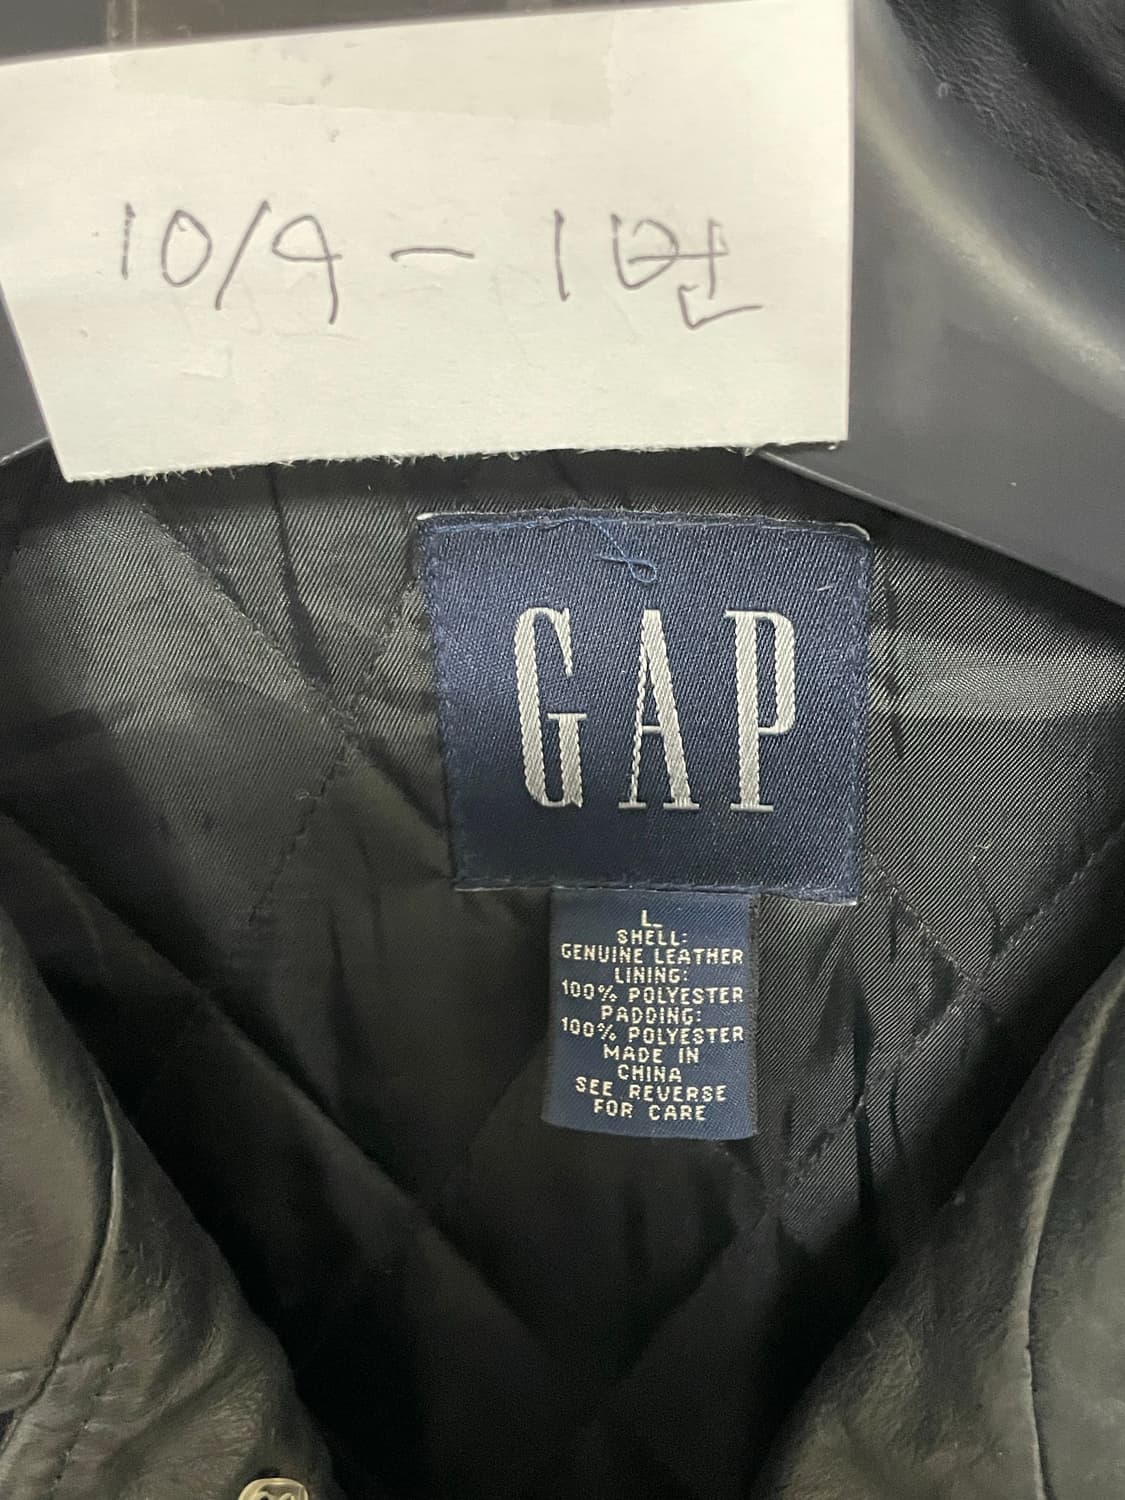 10/9 - 1번
GAP
L
SHELL:
GENUINE LEATHER
LINING:
100% POLYESTER
PADDING:
100% POLYESTER
MADE IN
CHINA
SEE REVERSE
FOR CARE